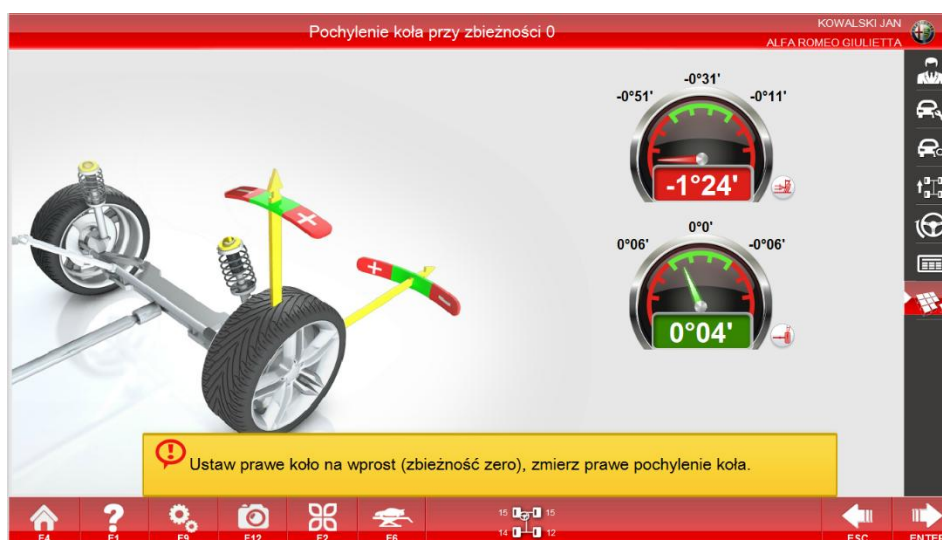 Pochylenie koła przy zbieżności 0
KOWALSKI JAN
ALFA ROMEO GIULIETTA
-0°31'
-0°51'
-0°11'
-1°24'
0°0'
0°06'
-0°06'
0°04'
Ustaw prawe koło na wprost (zbieżność zero), zmierz prawe pochylenie koła.
15 15
14 12
F4 F1 F9 F12 F2 F6 ESC ENTER